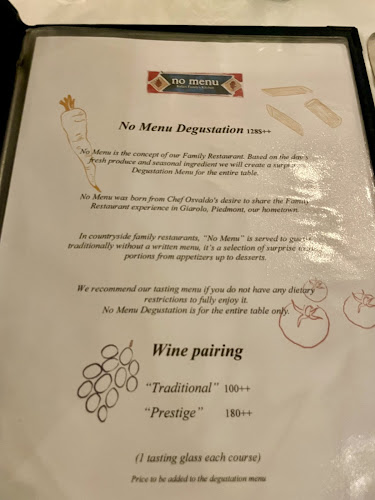 no menu
No Menu Degustation 128$++
No Menu is the concept of our Family Restaurant. Based on the day's
fresh produce and seasonal ingredient we will create a surprise
Degustation Menu for the entire table.
No Menu was born from Chef Osvaldo's desire to share the Family
Restaurant experience in Giarolo, Piedmont, our hometown.
In countryside family restaurants, "No Menu" is served to guests
traditionally without a written menu, it's a selection of surprise
portions from appetizers up to desserts.
We recommend our tasting menu if you do not have any dietary
restrictions to fully enjoy it.
No Menu Degustation is for the entire table only.
Wine pairing
"Traditional" 100++
"Prestige" 180++
(1 tasting glass each course)
Price to be added to the degustation menu